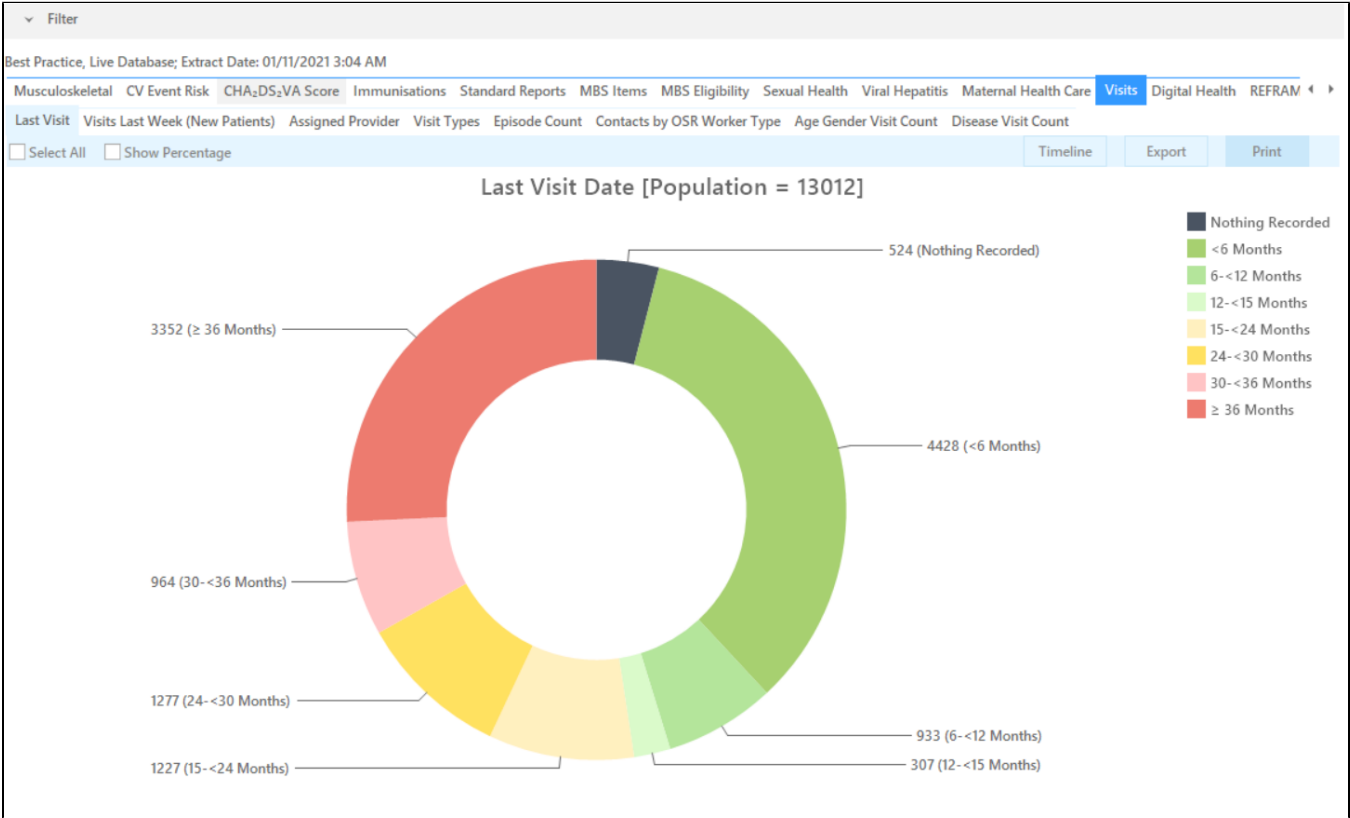 Filter
Best Practice, Live Database; Extract Date: 01/11/2021 3:04 AM
Musculoskeletal CV Event Risk CHA₂DS₂VA Score Immunisations Standard Reports MBS Items MBS Eligibility Sexual Health Viral Hepatitis Maternal Health Care Visits Digital Health REFRAM
Last Visit Visits Last Week (New Patients) Assigned Provider Visit Types Episode Count Contacts by OSR Worker Type Age Gender Visit Count Disease Visit Count
Select All Show Percentage Timeline Export Print
Last Visit Date [Population = 13012]
Nothing Recorded
<6 Months
6-<12 Months
12-<15 Months
15-<24 Months
24-<30 Months
30-<36 Months
≥ 36 Months
524 (Nothing Recorded)
3352 (≥ 36 Months)
4428 (<6 Months)
964 (30-<36 Months)
1277 (24-<30 Months)
933 (6-<12 Months)
307 (12-<15 Months)
1227 (15-<24 Months)